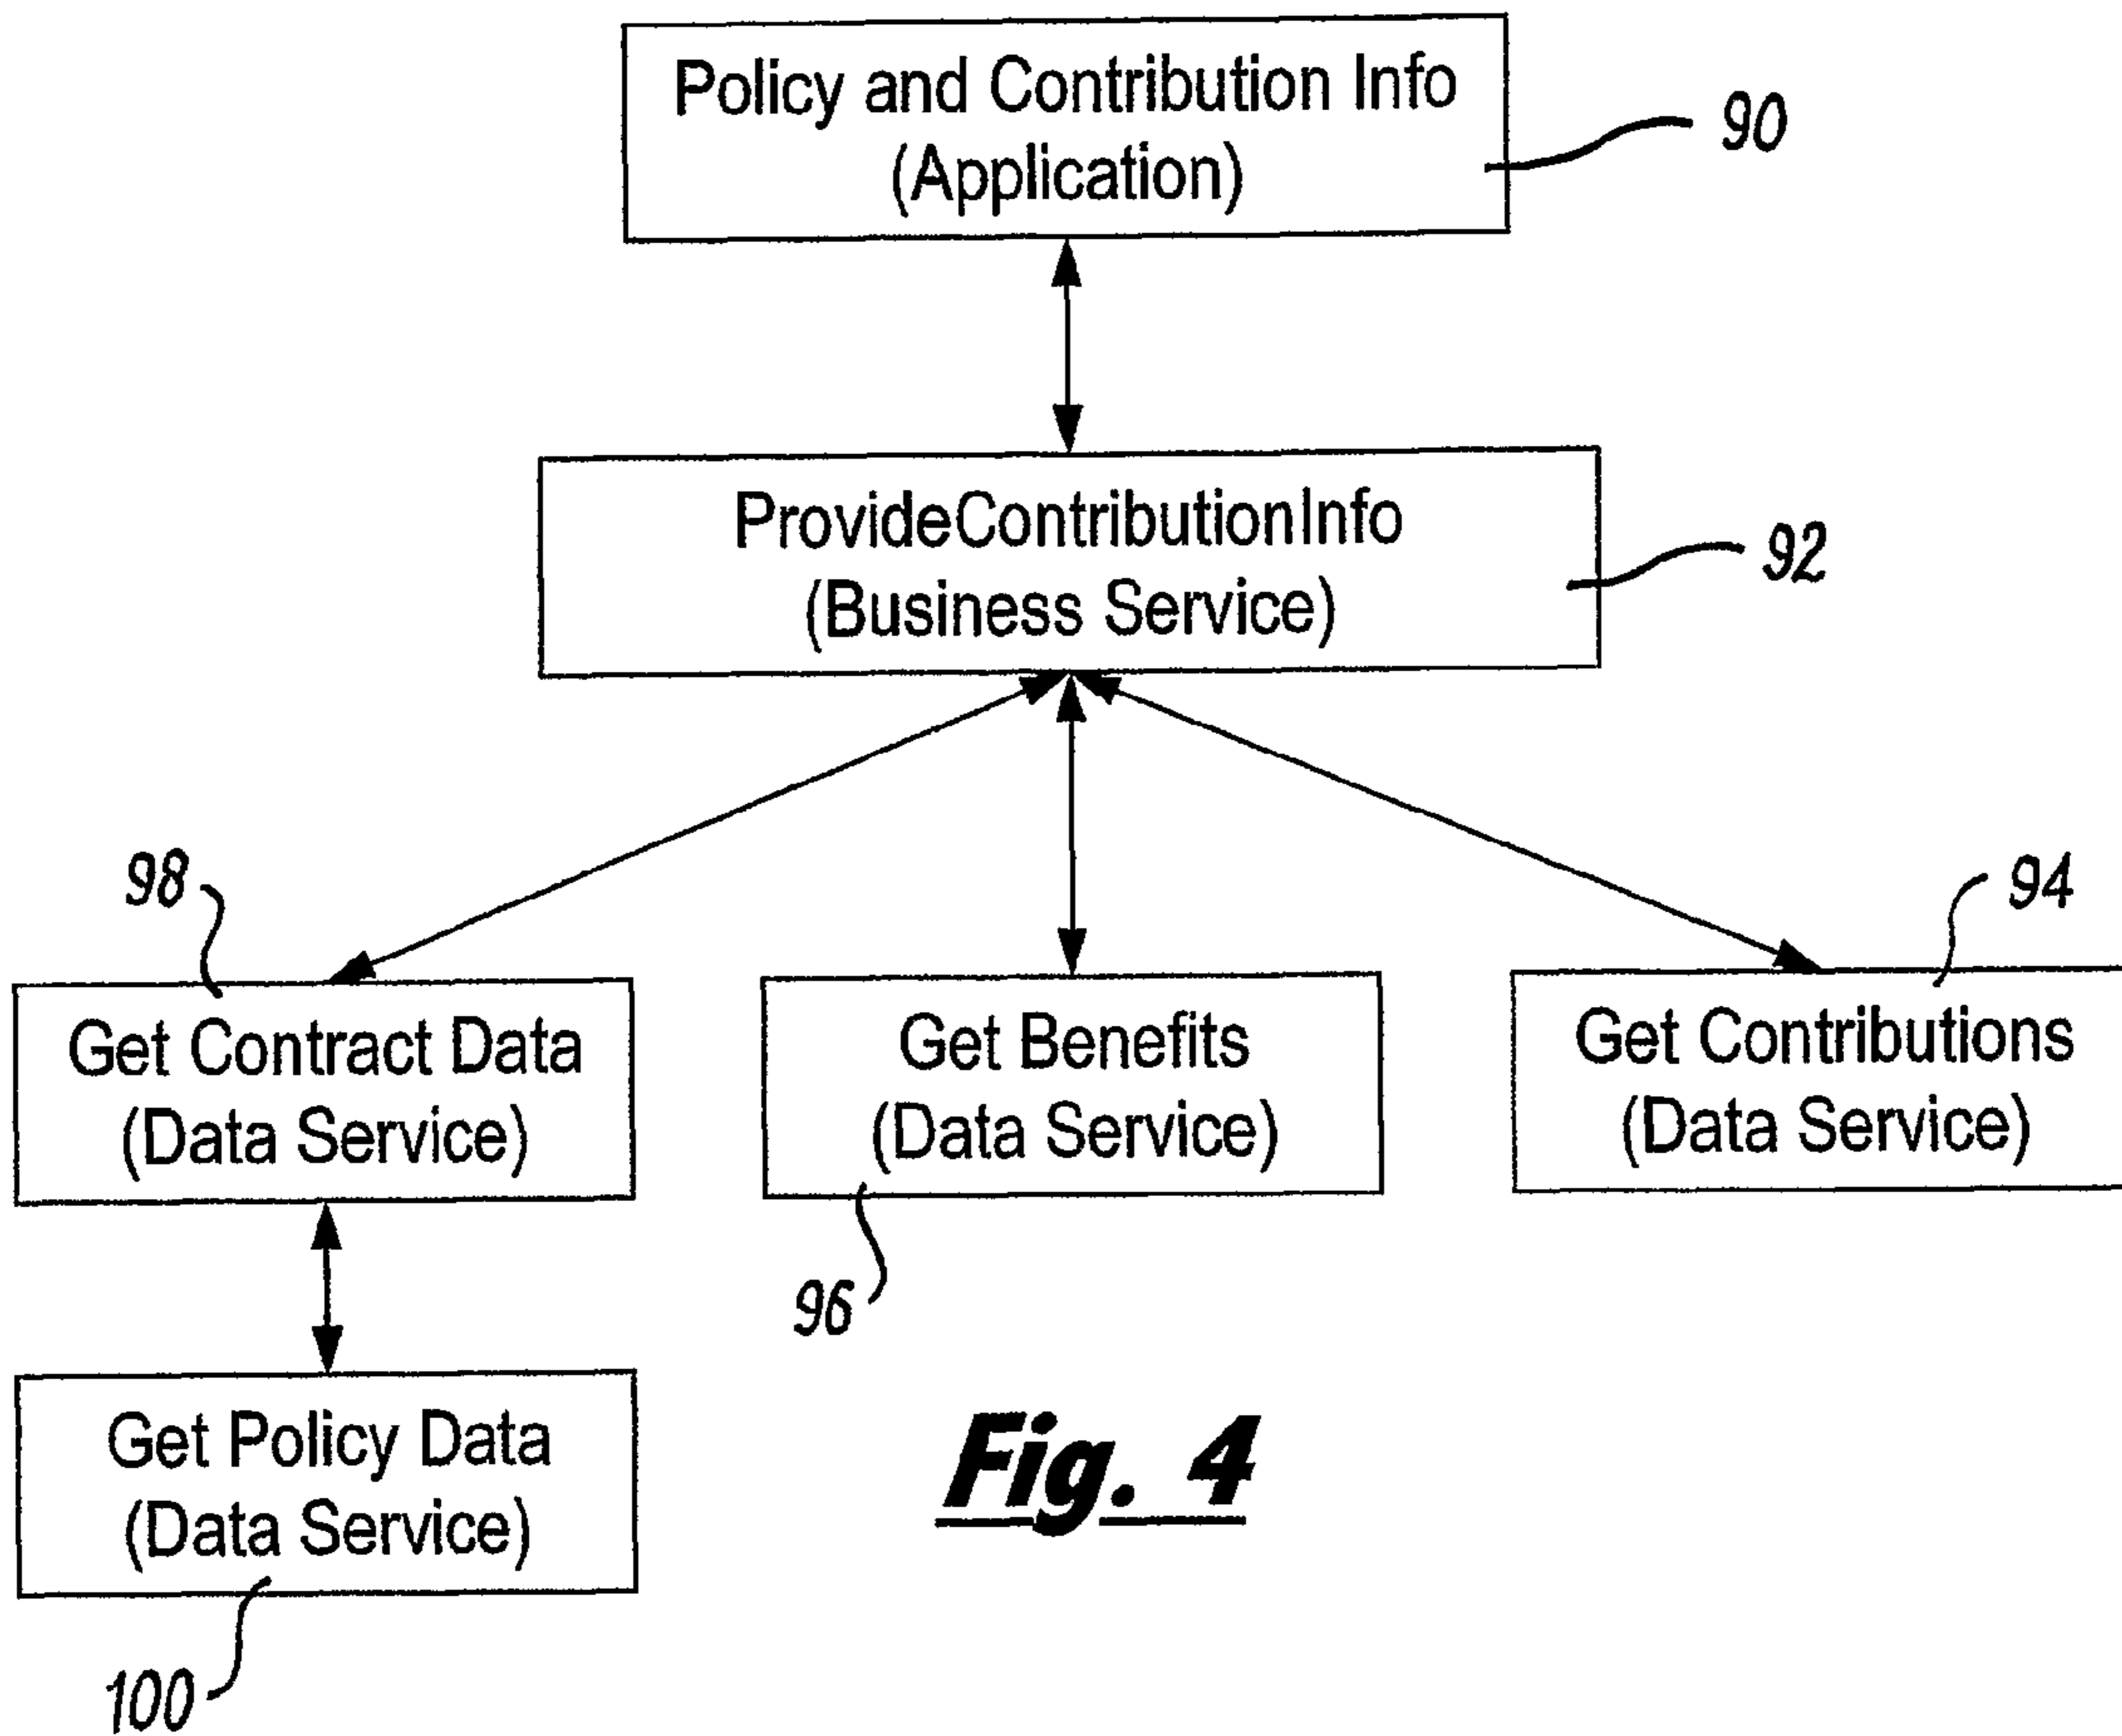 Policy and Contribution Info
(Application)
90
ProvideContributionInfo
(Business Service)
92
98
94
Get Contract Data
(Data Service)
Get Benefits
(Data Service)
Get Contributions
(Data Service)
96
Get Policy Data
(Data Service)
Fig. 4
100